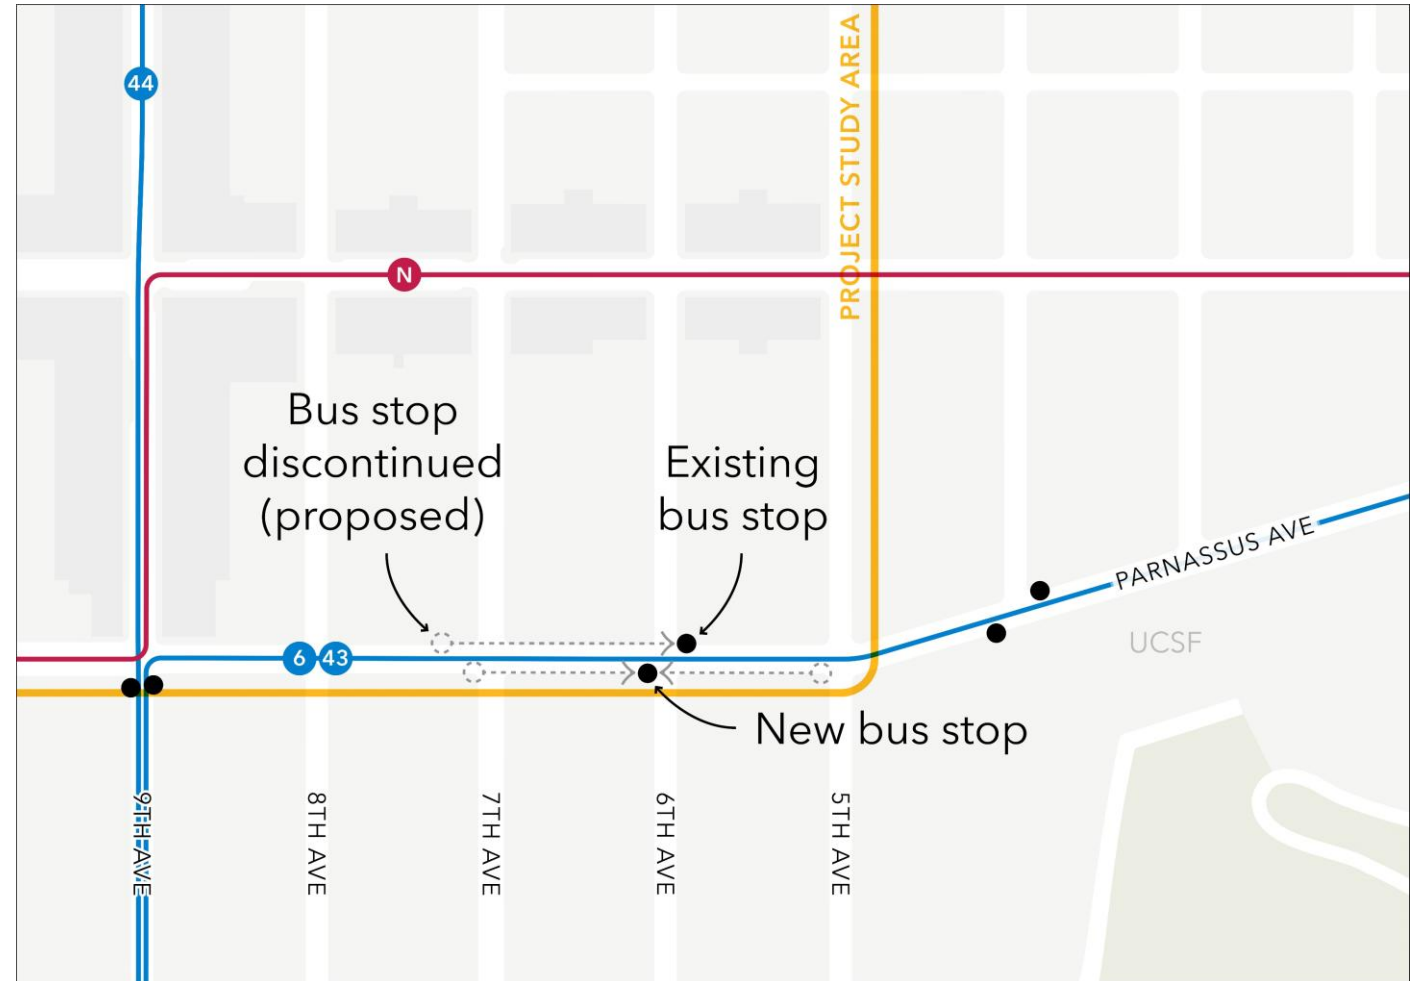 44
PROJECT STUDY AREA
N
Bus stop
discontinued
(proposed)
Existing
bus stop
PARNASSUS AVE
UCSF
6
43
New bus stop
9TH AVE
8TH AVE
7TH AVE
6TH AVE
5TH AVE